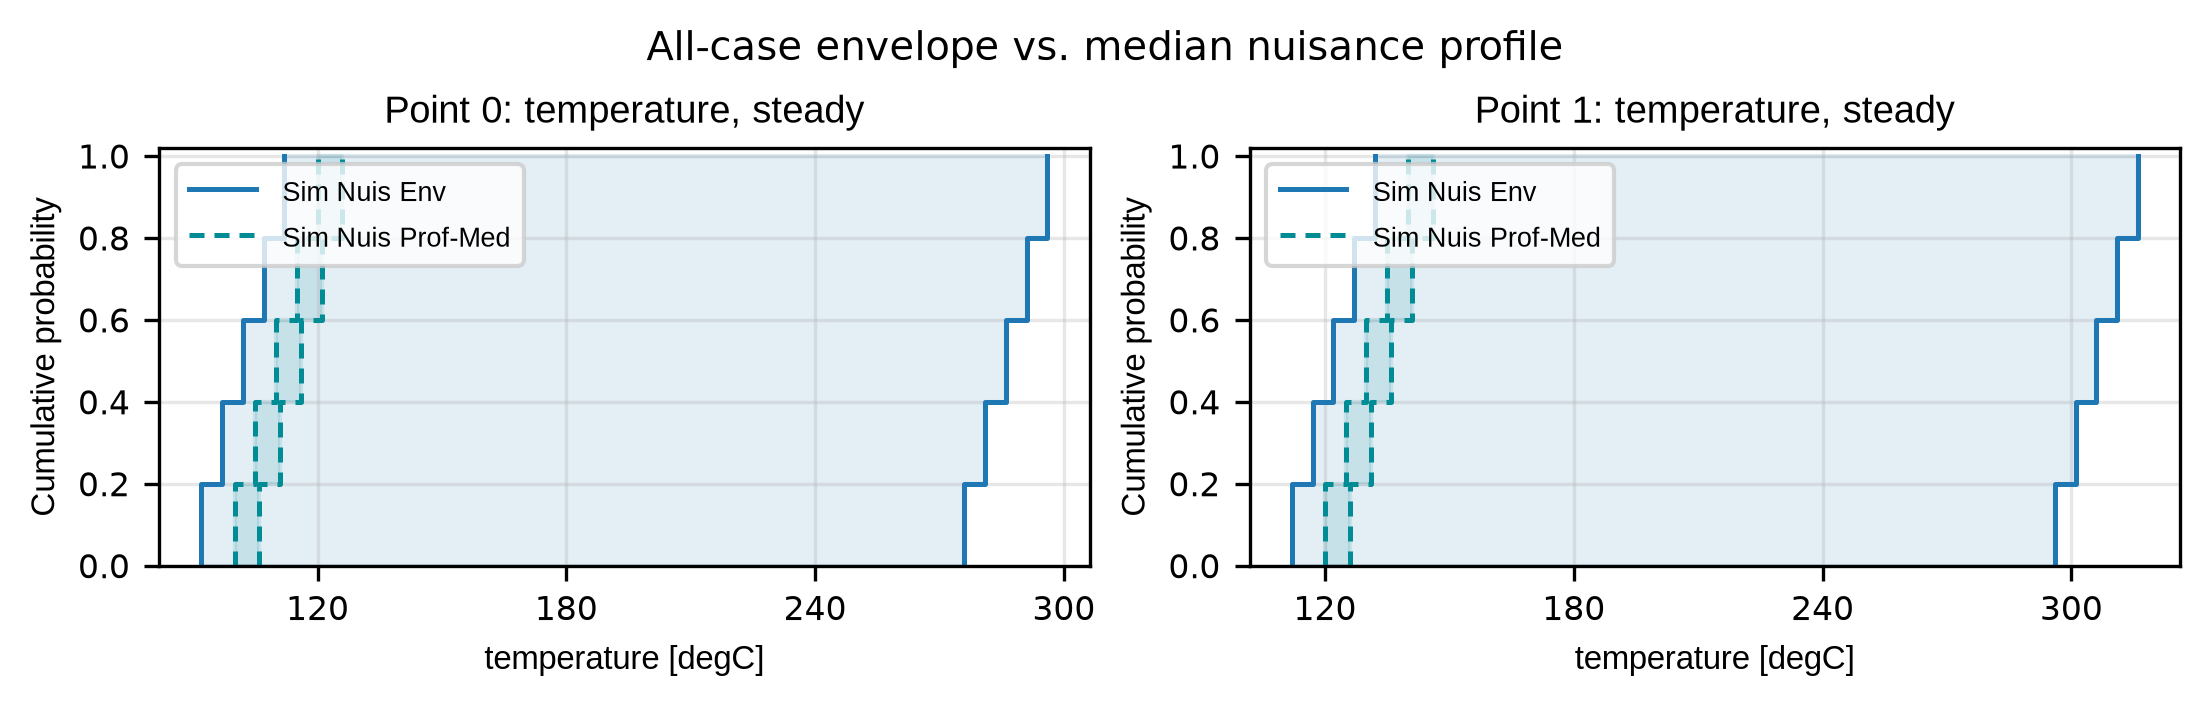 All-case envelope vs. median nuisance profile
Point 0: temperature, steady
Cumulative probability
1.0
0.8
0.6
0.4
0.2
0.0
Sim Nuis Env
Sim Nuis Prof-Med
120 180 240 300
temperature [degC]
Point 1: temperature, steady
Cumulative probability
1.0
0.8
0.6
0.4
0.2
0.0
Sim Nuis Env
Sim Nuis Prof-Med
120 180 240 300
temperature [degC]